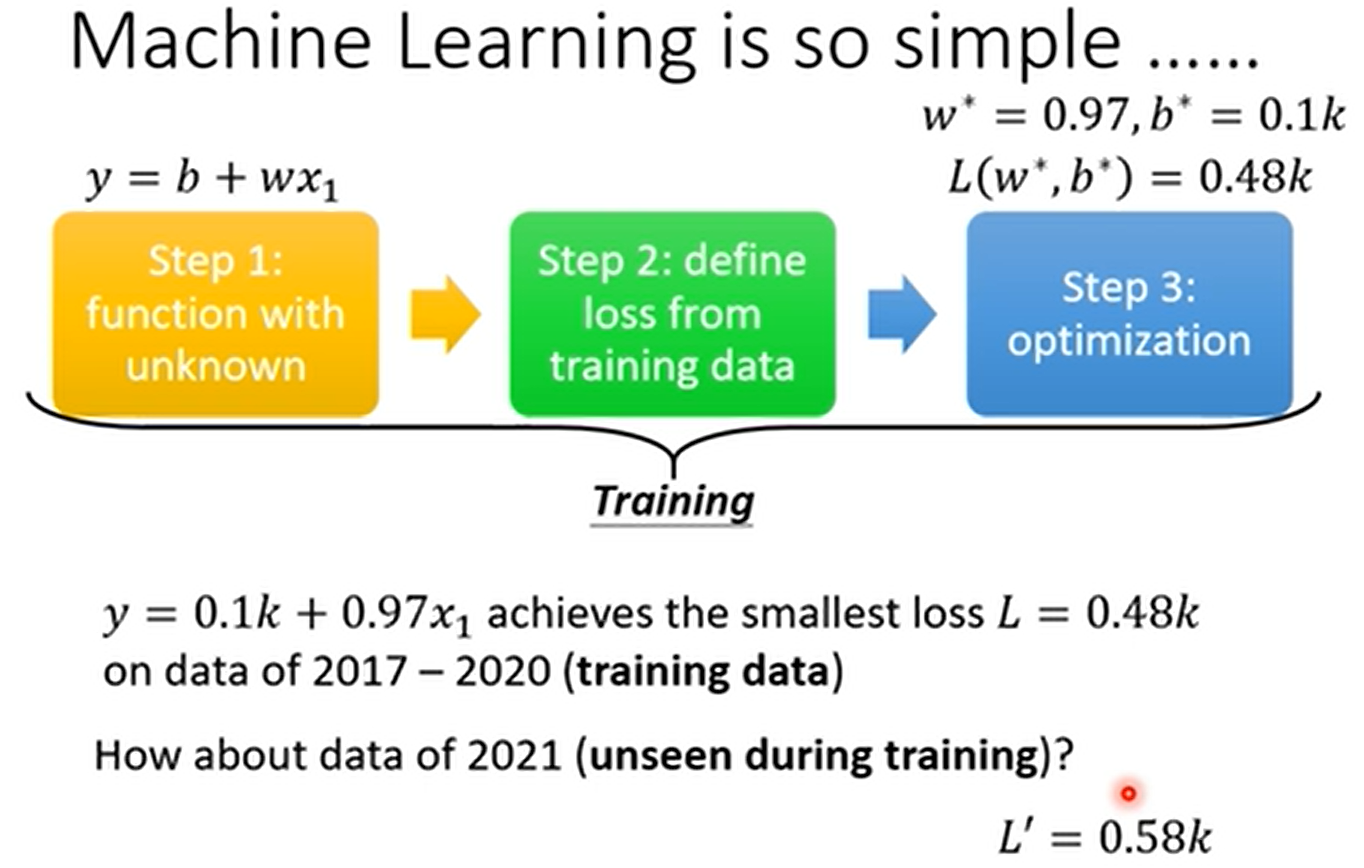 Machine Learning is so simple ……
w* = 0.97, b* = 0.1k
y = b + wx₁
L(w*, b*) = 0.48k
Step 1:
function with
unknown
Step 2: define
loss from
training data
Step 3:
optimization
Training
y = 0.1k + 0.97x₁ achieves the smallest loss L = 0.48k
on data of 2017 – 2020 (training data)
How about data of 2021 (unseen during training)?
L′ = 0.58k